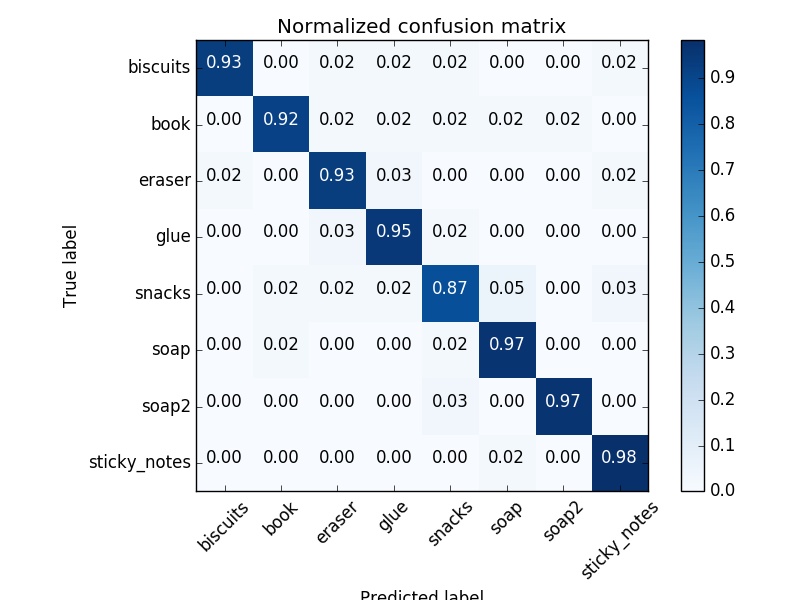 Normalized confusion matrix
biscuits 0.93 0.00 0.02 0.02 0.02 0.00 0.00 0.02
book 0.00 0.92 0.02 0.02 0.02 0.02 0.02 0.00
eraser 0.02 0.00 0.93 0.03 0.00 0.00 0.00 0.02
glue 0.00 0.00 0.03 0.95 0.02 0.00 0.00 0.00
snacks 0.00 0.02 0.02 0.02 0.87 0.05 0.00 0.03
soap 0.00 0.02 0.00 0.00 0.02 0.97 0.00 0.00
soap2 0.00 0.00 0.00 0.00 0.03 0.00 0.97 0.00
sticky_notes 0.00 0.00 0.00 0.00 0.00 0.02 0.00 0.98
biscuits book eraser glue snacks soap soap2 sticky_notes
True label
Predicted label
0.9
0.8
0.7
0.6
0.5
0.4
0.3
0.2
0.1
0.0